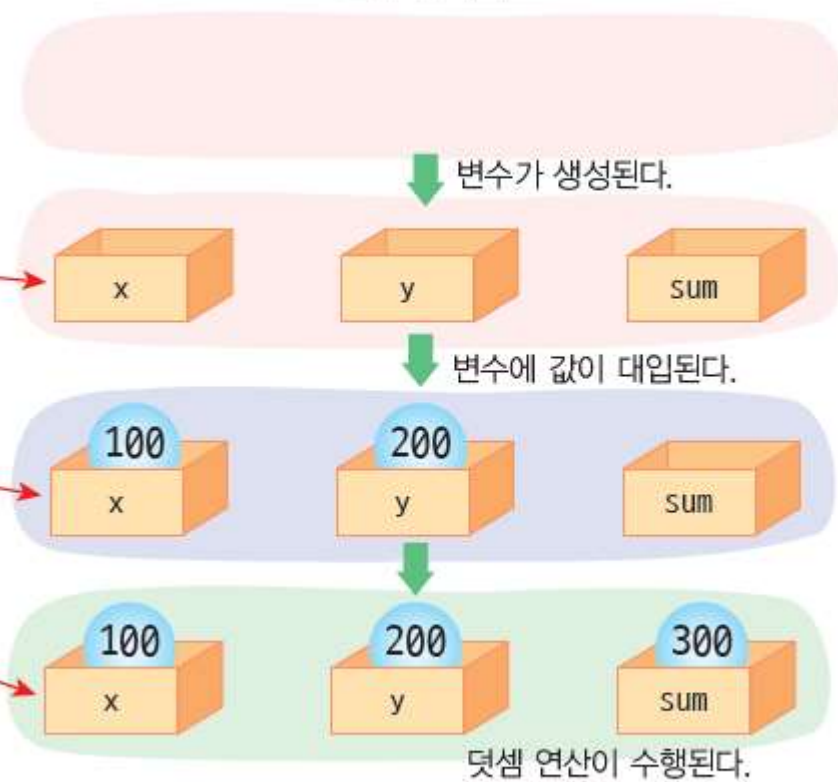 변수가 생성된다.
x y sum
변수에 값이 대입된다.
100 200
x y sum
100 200 300
x y sum
덧셈 연산이 수행된다.